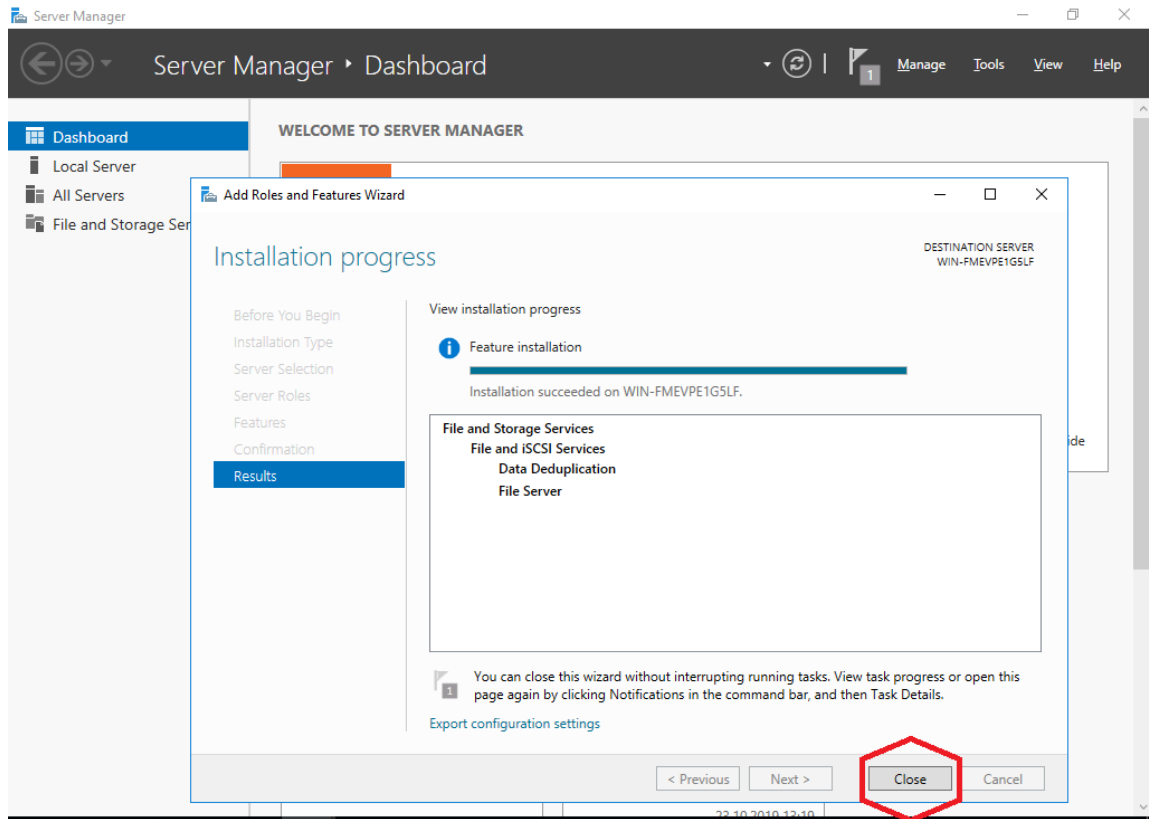 Server Manager
Server Manager • Dashboard
1 Manage Tools View Help
Dashboard
Local Server
All Servers
File and Storage Ser
WELCOME TO SERVER MANAGER
Add Roles and Features Wizard
Installation progress
DESTINATION SERVER
WIN-FMEVPE1G5LF
Before You Begin
Installation Type
Server Selection
Server Roles
Features
Confirmation
Results
View installation progress
Feature installation
Installation succeeded on WIN-FMEVPE1G5LF.
File and Storage Services
File and iSCSI Services
Data Deduplication
File Server
ide
1
You can close this wizard without interrupting running tasks. View task progress or open this
page again by clicking Notifications in the command bar, and then Task Details.
Export configuration settings
< Previous Next > Close Cancel
23.10.2019 13:19